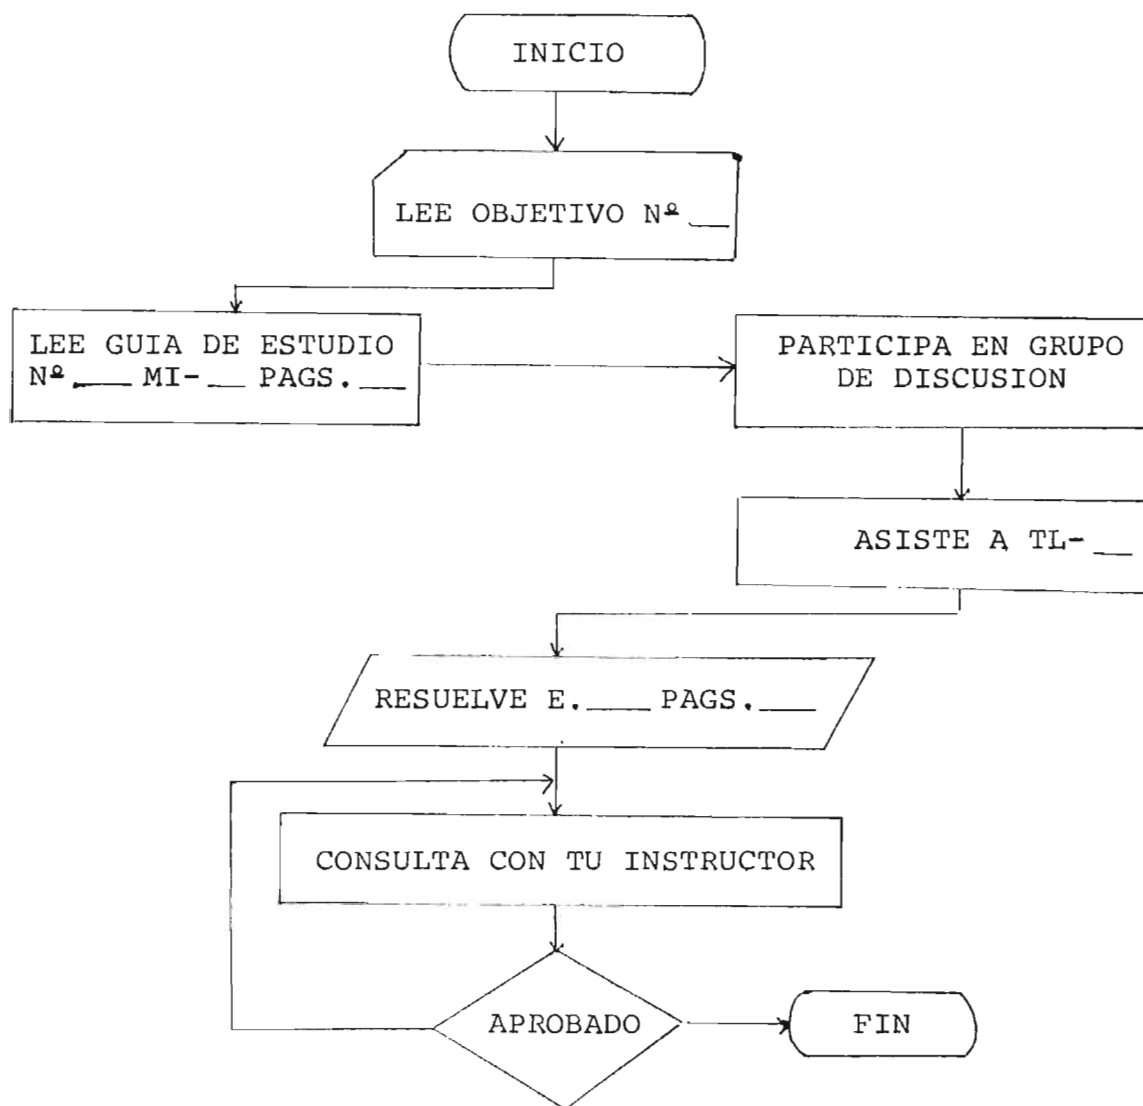 INICIO
LEE OBJETIVO Nº ___
LEE GUIA DE ESTUDIO
Nº.___ MI-__ PAGS.___
PARTICIPA EN GRUPO
DE DISCUSION
ASISTE A TL-__
RESUELVE E.___ PAGS.___
CONSULTA CON TU INSTRUCTOR
APROBADO
FIN